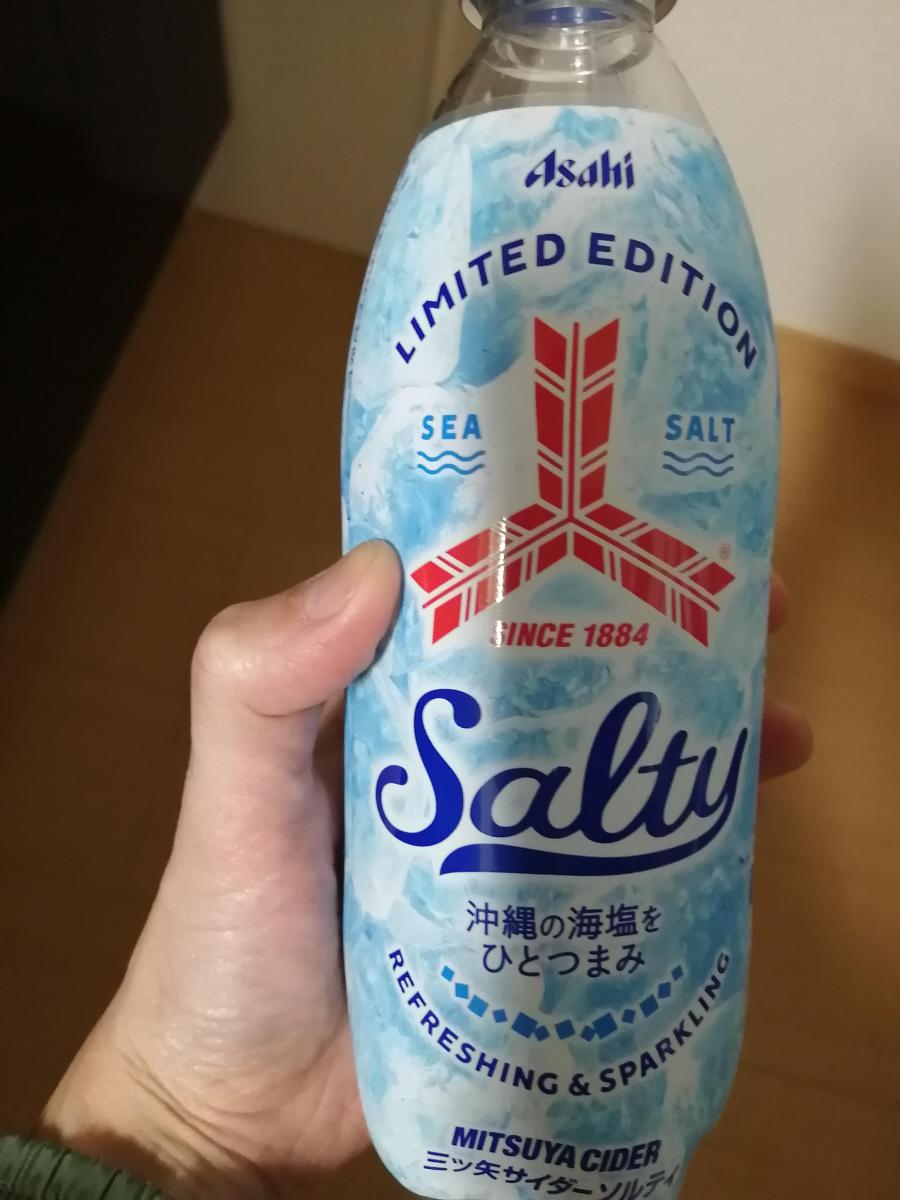 Asahi
LIMITED EDITION
SEA SALT
®
SINCE 1884
Salty
沖縄の海塩を
ひとつまみ
REFRESHING & SPARKLING
MITSUYA CIDER
三ツ矢サイダーソルティ